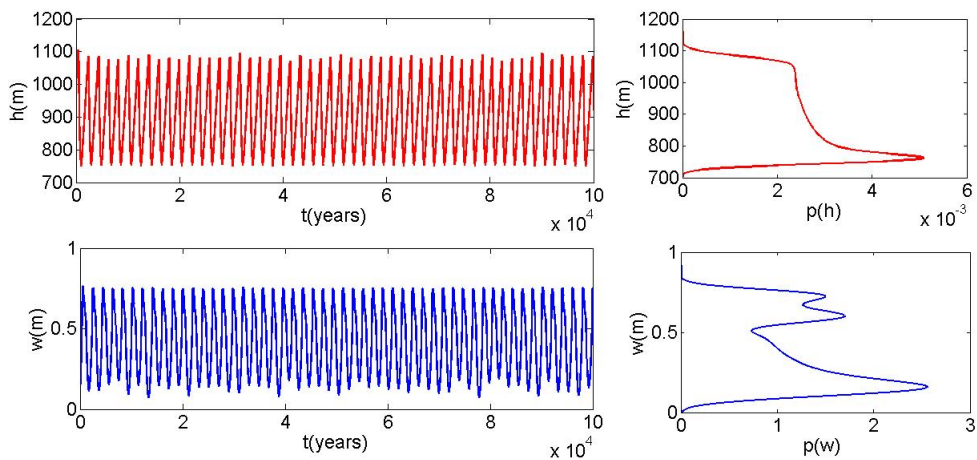 1200
1100
1000
900
800
700
h(m)
0 2 4 6 8 10
t(years)
x 10^4
1200
1100
1000
900
800
700
h(m)
0 2 4 6
p(h)
x 10^-3
1
0.5
0
w(m)
0 2 4 6 8 10
t(years)
x 10^4
1
0.5
0
w(m)
0 1 2 3
p(w)